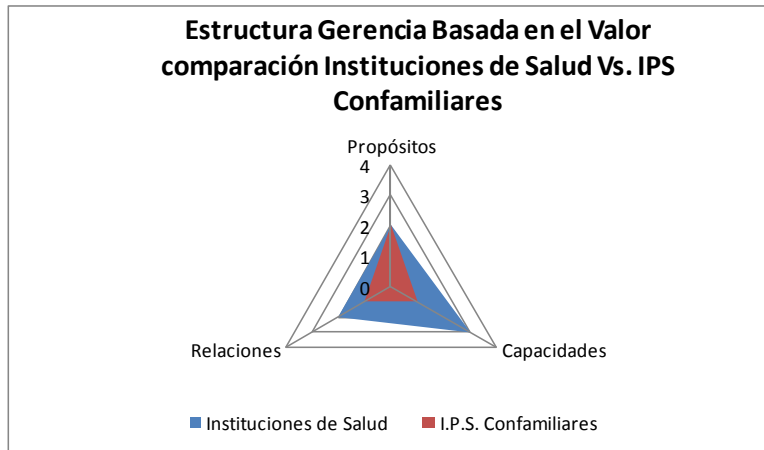 Estructura Gerencia Basada en el Valor
comparación Instituciones de Salud Vs. IPS
Confamiliares
Propósitos
4
3
2
1
0
Relaciones
Capacidades
Instituciones de Salud
I.P.S. Confamiliares